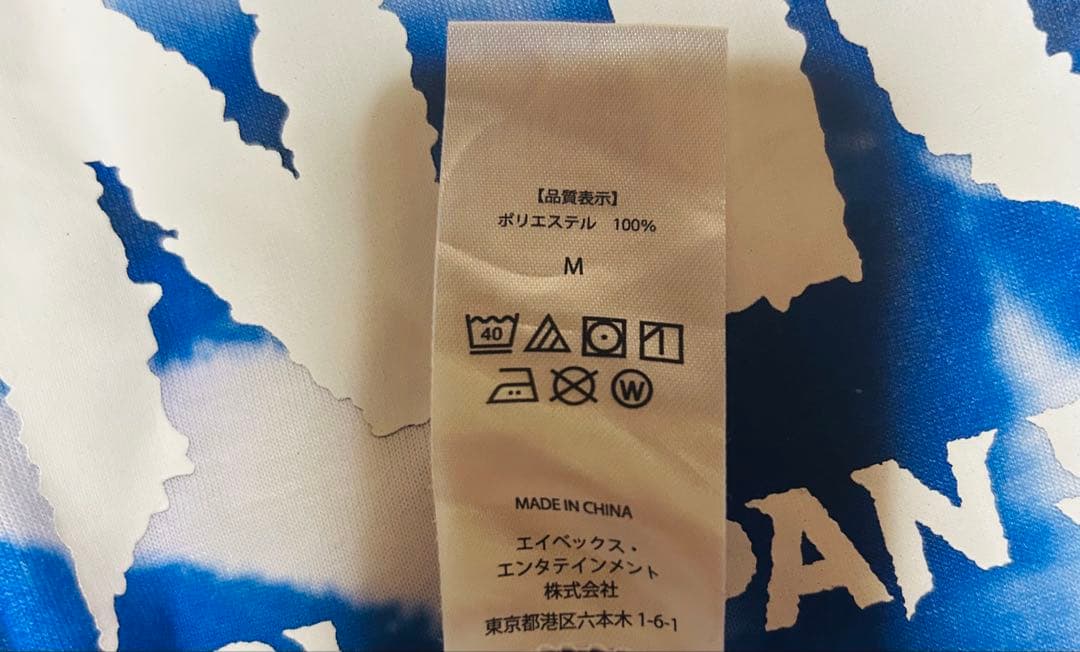 【品質表示】
ポリエステル 100%
M
40
W
MADE IN CHINA
エイベックス・
エンタテインメント
株式会社
東京都港区六本木 1-6-1
PAN